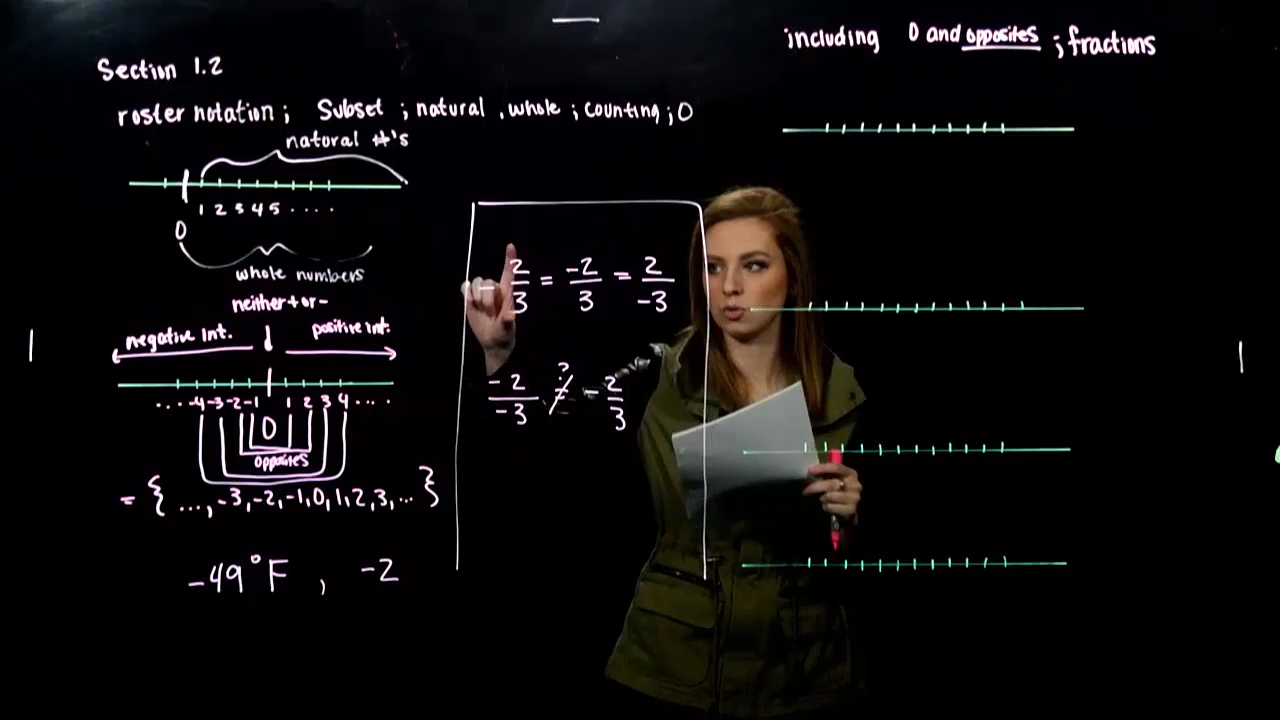 including 0 and opposites ; fractions
Section 1.2
roster notation ; Subset ; natural , whole ; counting ; 0
natural #'s
1 2 3 4 5 . . . .
0
whole numbers
neither + or -
negative int. positive int.
. . . -4 -3 -2 -1 0 1 2 3 4 . . . .
opposites
= { ..., -3, -2, -1, 0, 1, 2, 3, ... }
-49°F , -2
- 2/3 = -2/3 = 2/-3
-2/-3 ≠ - 2/3
?